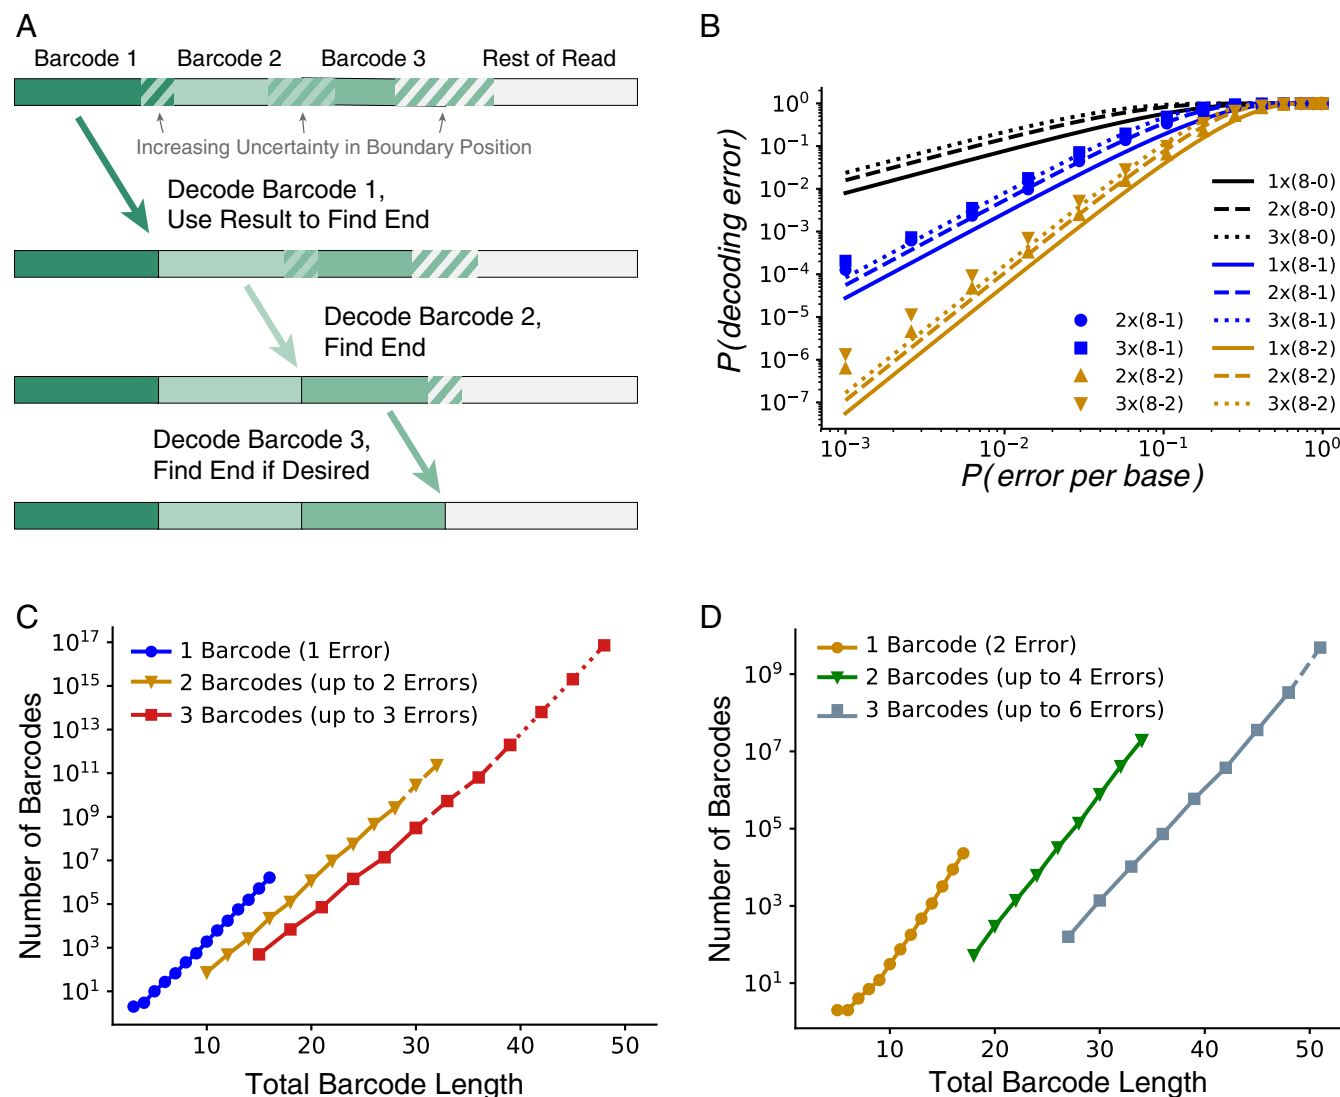 A
Barcode 1 Barcode 2 Barcode 3 Rest of Read
Increasing Uncertainty in Boundary Position
Decode Barcode 1,
Use Result to Find End
Decode Barcode 2,
Find End
Decode Barcode 3,
Find End if Desired
B
P(decoding error)
10^0
10^-1
10^-2
10^-3
10^-4
10^-5
10^-6
10^-7
10^-3 10^-2 10^-1 10^0
P(error per base)
2x(8-1)
3x(8-1)
2x(8-2)
3x(8-2)
1x(8-0)
2x(8-0)
3x(8-0)
1x(8-1)
2x(8-1)
3x(8-1)
1x(8-2)
2x(8-2)
3x(8-2)
C
Number of Barcodes
10^17
10^15
10^13
10^11
10^9
10^7
10^5
10^3
10^1
1 Barcode (1 Error)
2 Barcodes (up to 2 Errors)
3 Barcodes (up to 3 Errors)
10 20 30 40 50
Total Barcode Length
D
Number of Barcodes
10^9
10^7
10^5
10^3
10^1
1 Barcode (2 Error)
2 Barcodes (up to 4 Errors)
3 Barcodes (up to 6 Errors)
10 20 30 40 50
Total Barcode Length